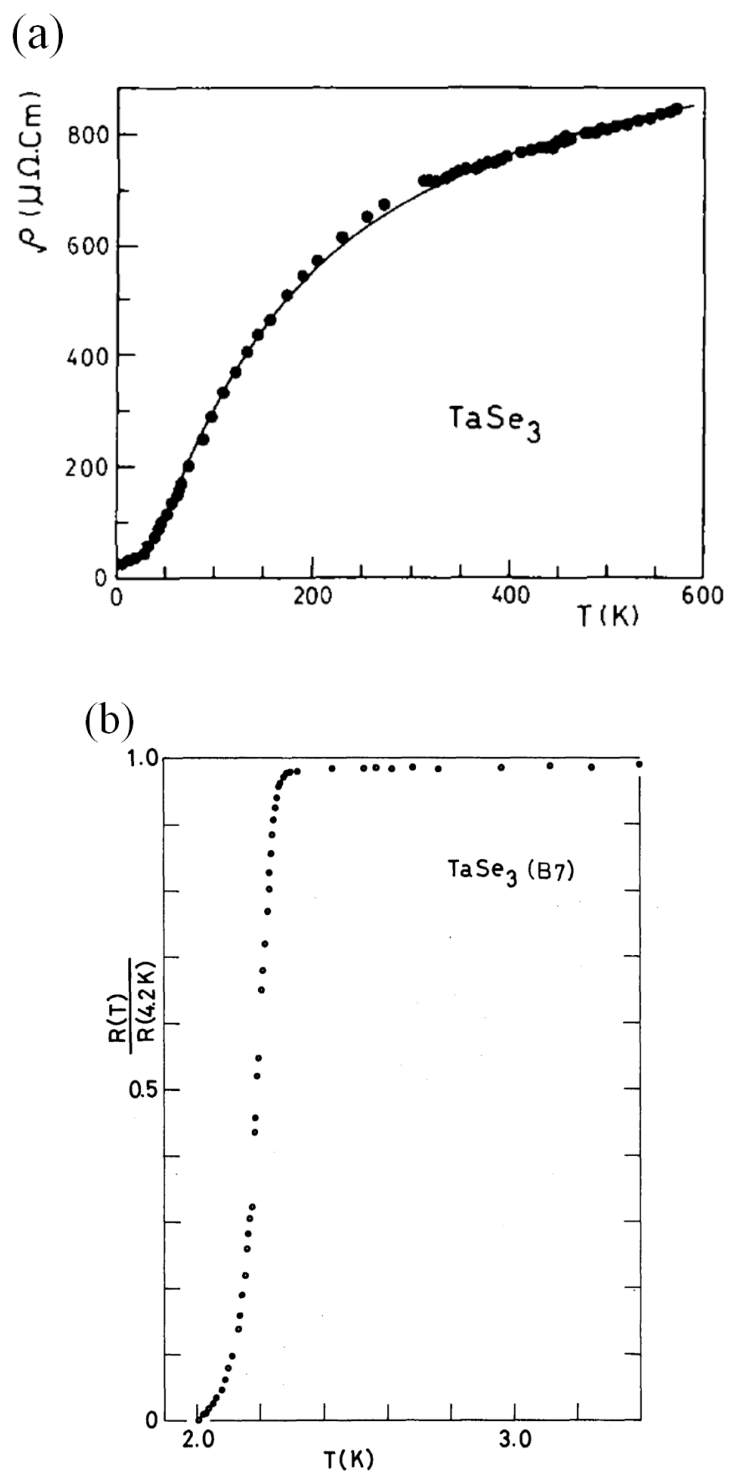 (a)
ρ (μΩ.Cm)
800
600
400
200
0
TaSe3
0 200 400 600
T(K)
(b)
1.0
TaSe3 (B7)
R(T)
R(4.2K)
0.5
0
2.0 3.0
T(K)